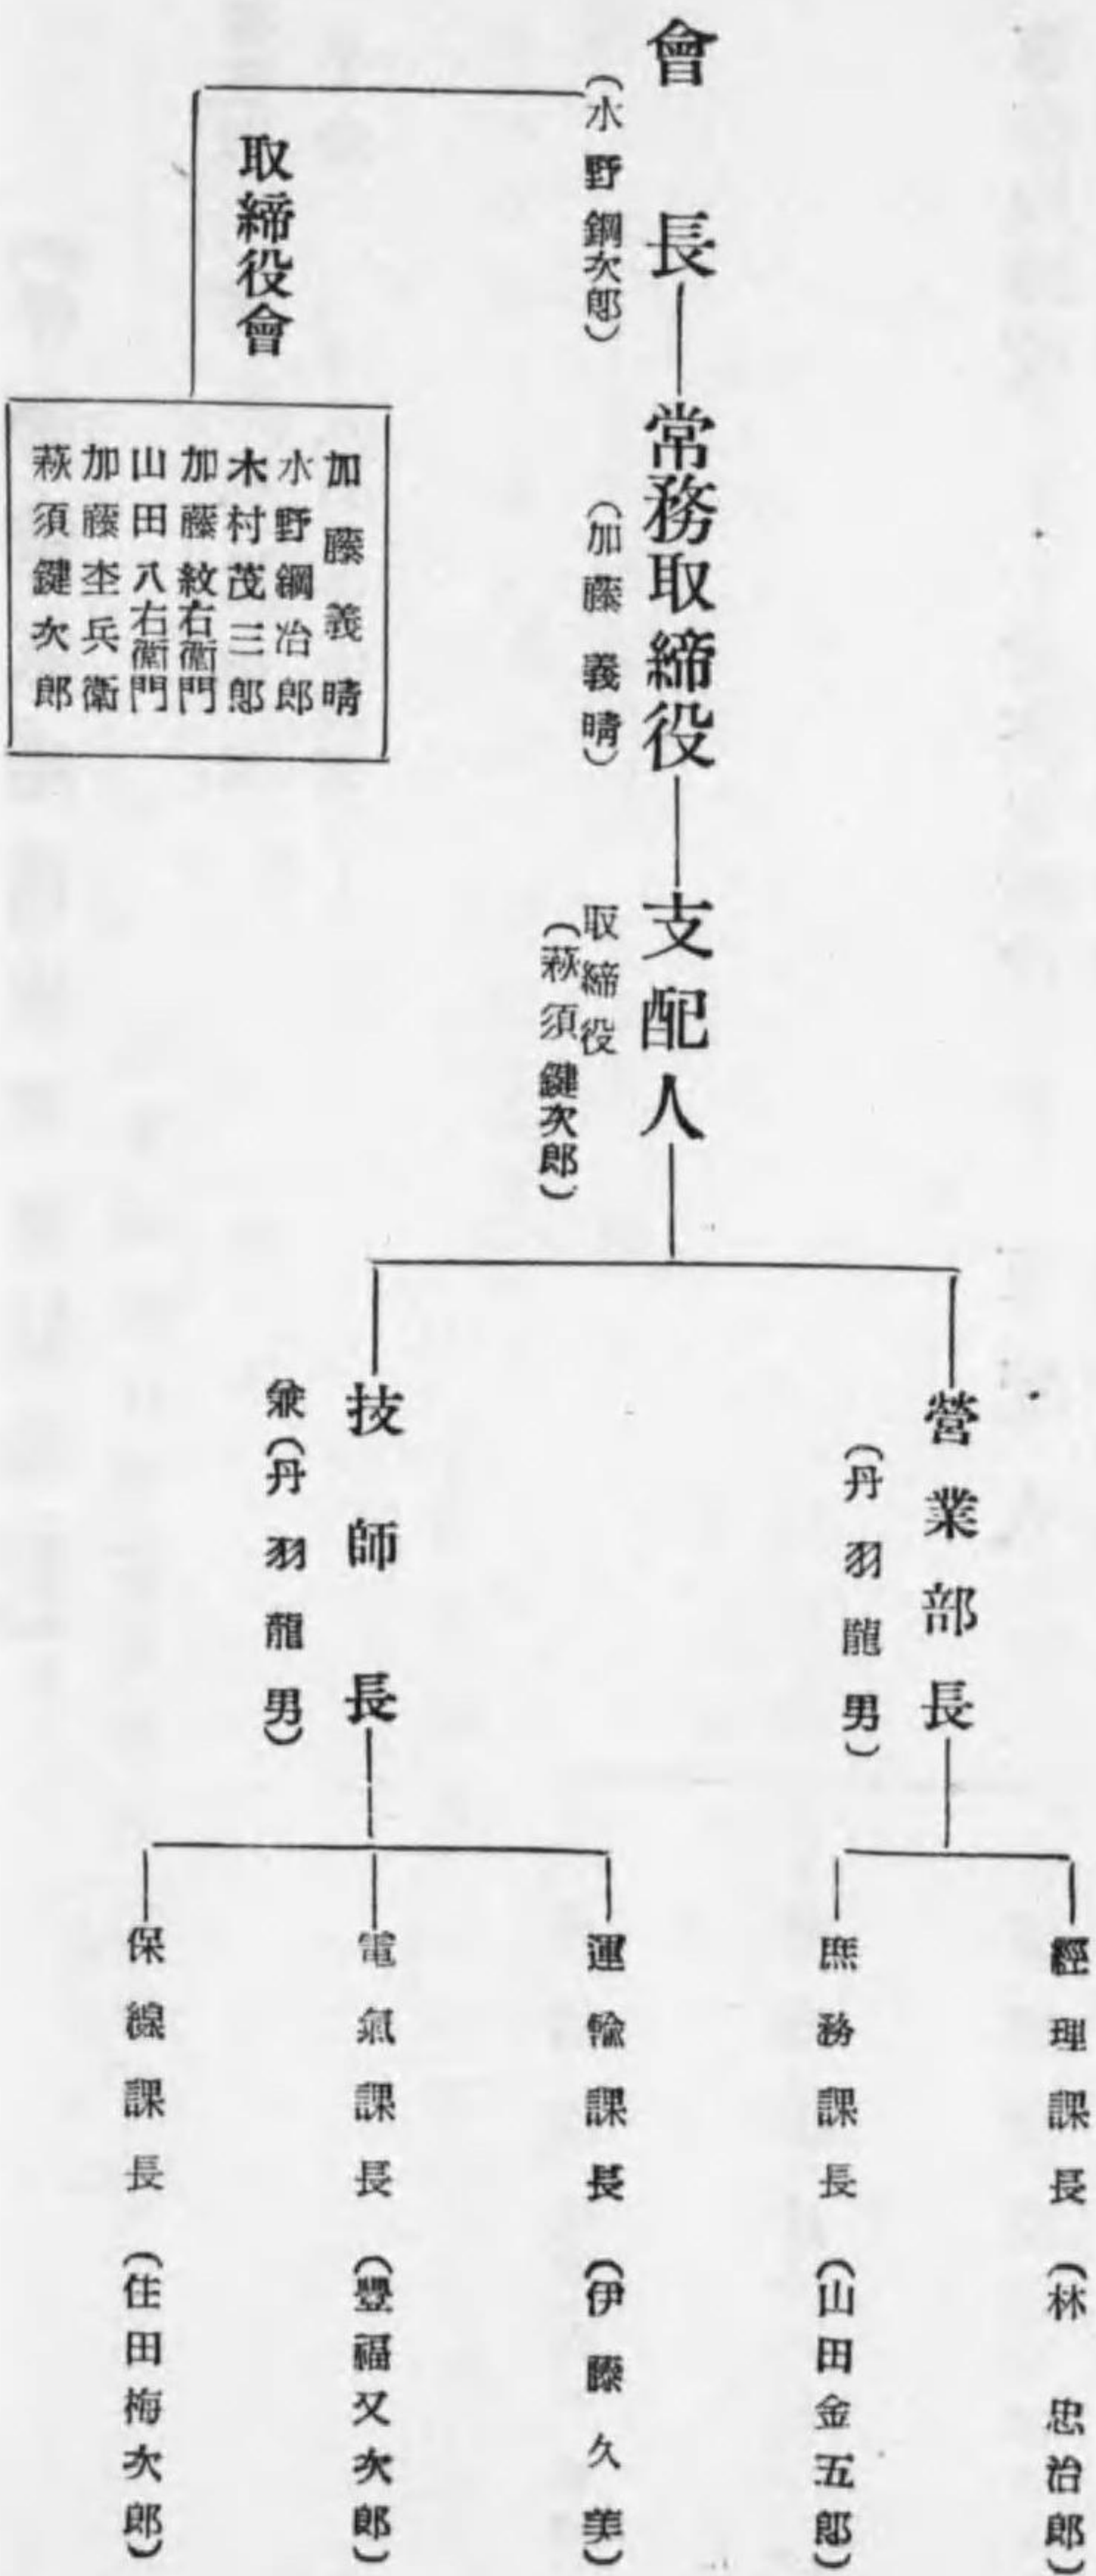 會長
（水野鋼次郎）
取締役會
加藤義晴
水野鋼治郎
木村茂三郎
加藤紋右衞門
山田八右衞門
加藤杢兵衞
萩須鍵次郎
常務取締役
（加藤義晴）
支配人
取締役
（萩須鍵次郎）
營業部長
（丹羽龍男）
經理課長（林忠治郎）
庶務課長（山田金五郎）
技師長
兼（丹羽龍男）
運輸課長（伊藤久美）
電氣課長（豐福又次郎）
保線課長（住田梅次郎）